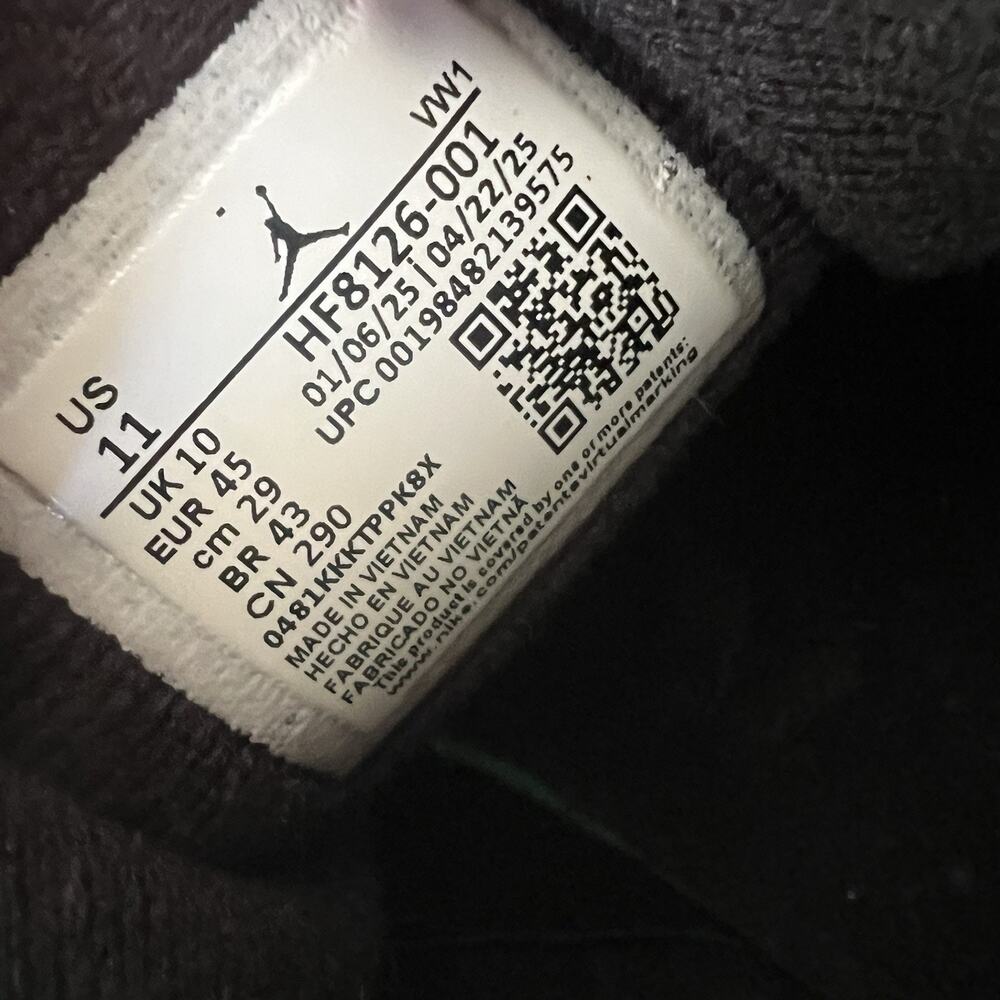 VW1
US
11
HF8126-001
01/06/25 | 04/22/25
UPC 00198482139575
UK 10
EUR 45
cm 29
BR 43
CN 290
0481KKKTPPK8X
MADE IN VIETNAM
HECHO EN VIETNAM
FABRIQUE AU VIETNAM
FABRICADO NO VIETNÃ
This product is covered by one or more patents:
www.nike.com/patentsvirtualmarking